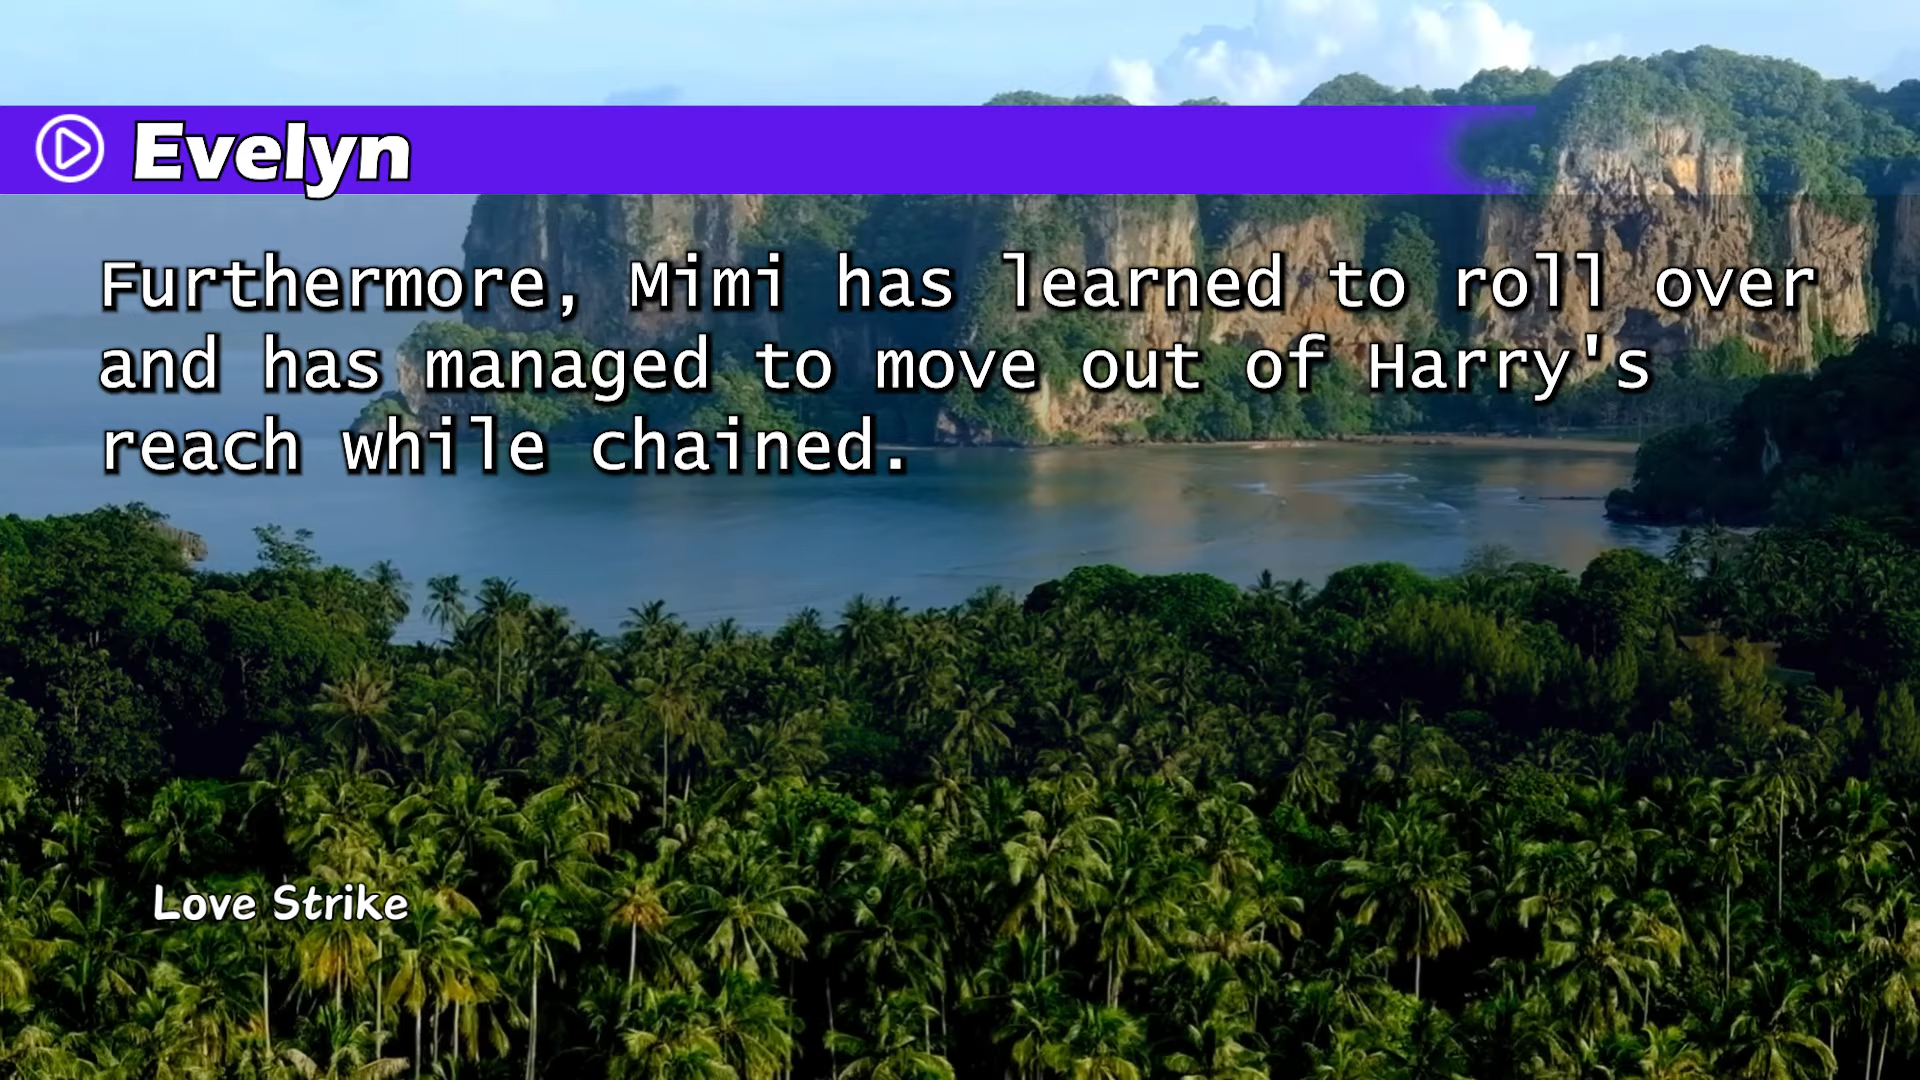 Evelyn
Furthermore, Mimi has learned to roll over
and has managed to move out of Harry's
reach while chained.
Love Strike